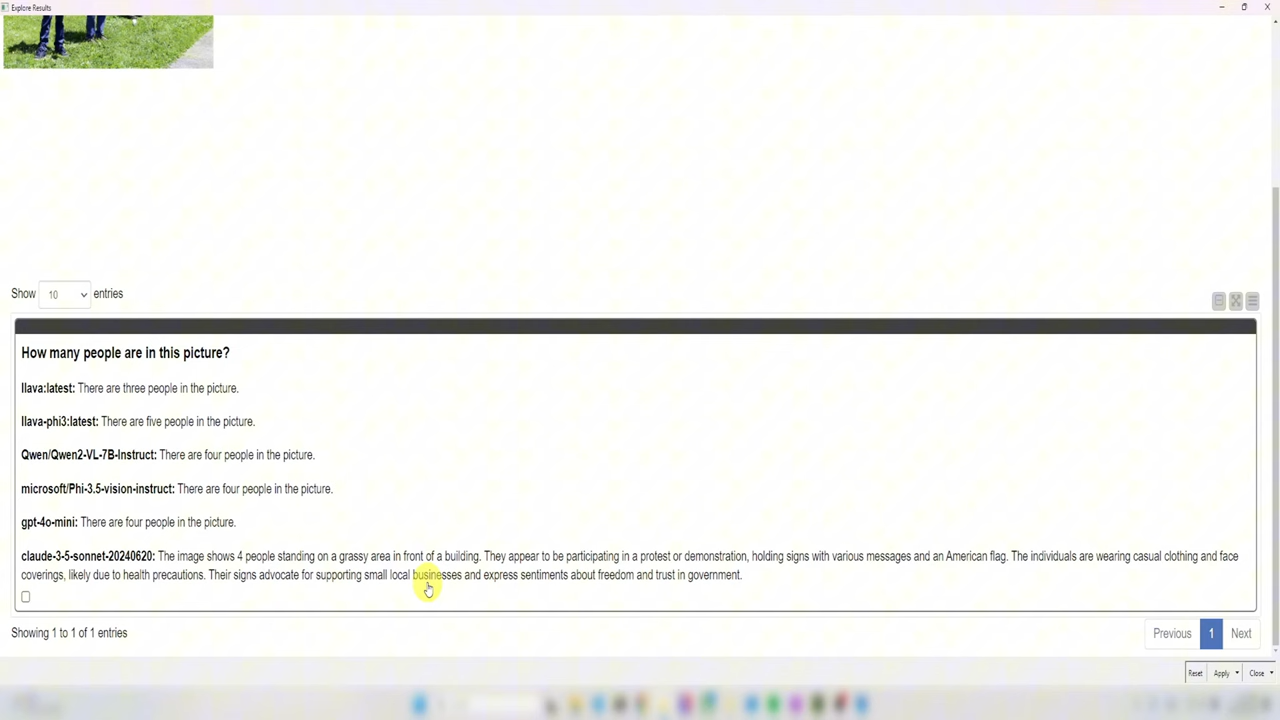 Explore Results
Show 10 entries
How many people are in this picture?
llava:latest: There are three people in the picture.
llava-phi3:latest: There are five people in the picture.
Qwen/Qwen2-VL-7B-Instruct: There are four people in the picture.
microsoft/Phi-3.5-vision-instruct: There are four people in the picture.
gpt-4o-mini: There are four people in the picture.
claude-3-5-sonnet-20240620: The image shows 4 people standing on a grassy area in front of a building. They appear to be participating in a protest or demonstration, holding signs with various messages and an American flag. The individuals are wearing casual clothing and face
coverings, likely due to health precautions. Their signs advocate for supporting small local businesses and express sentiments about freedom and trust in government.
Showing 1 to 1 of 1 entries
Previous 1 Next
Reset Apply Close